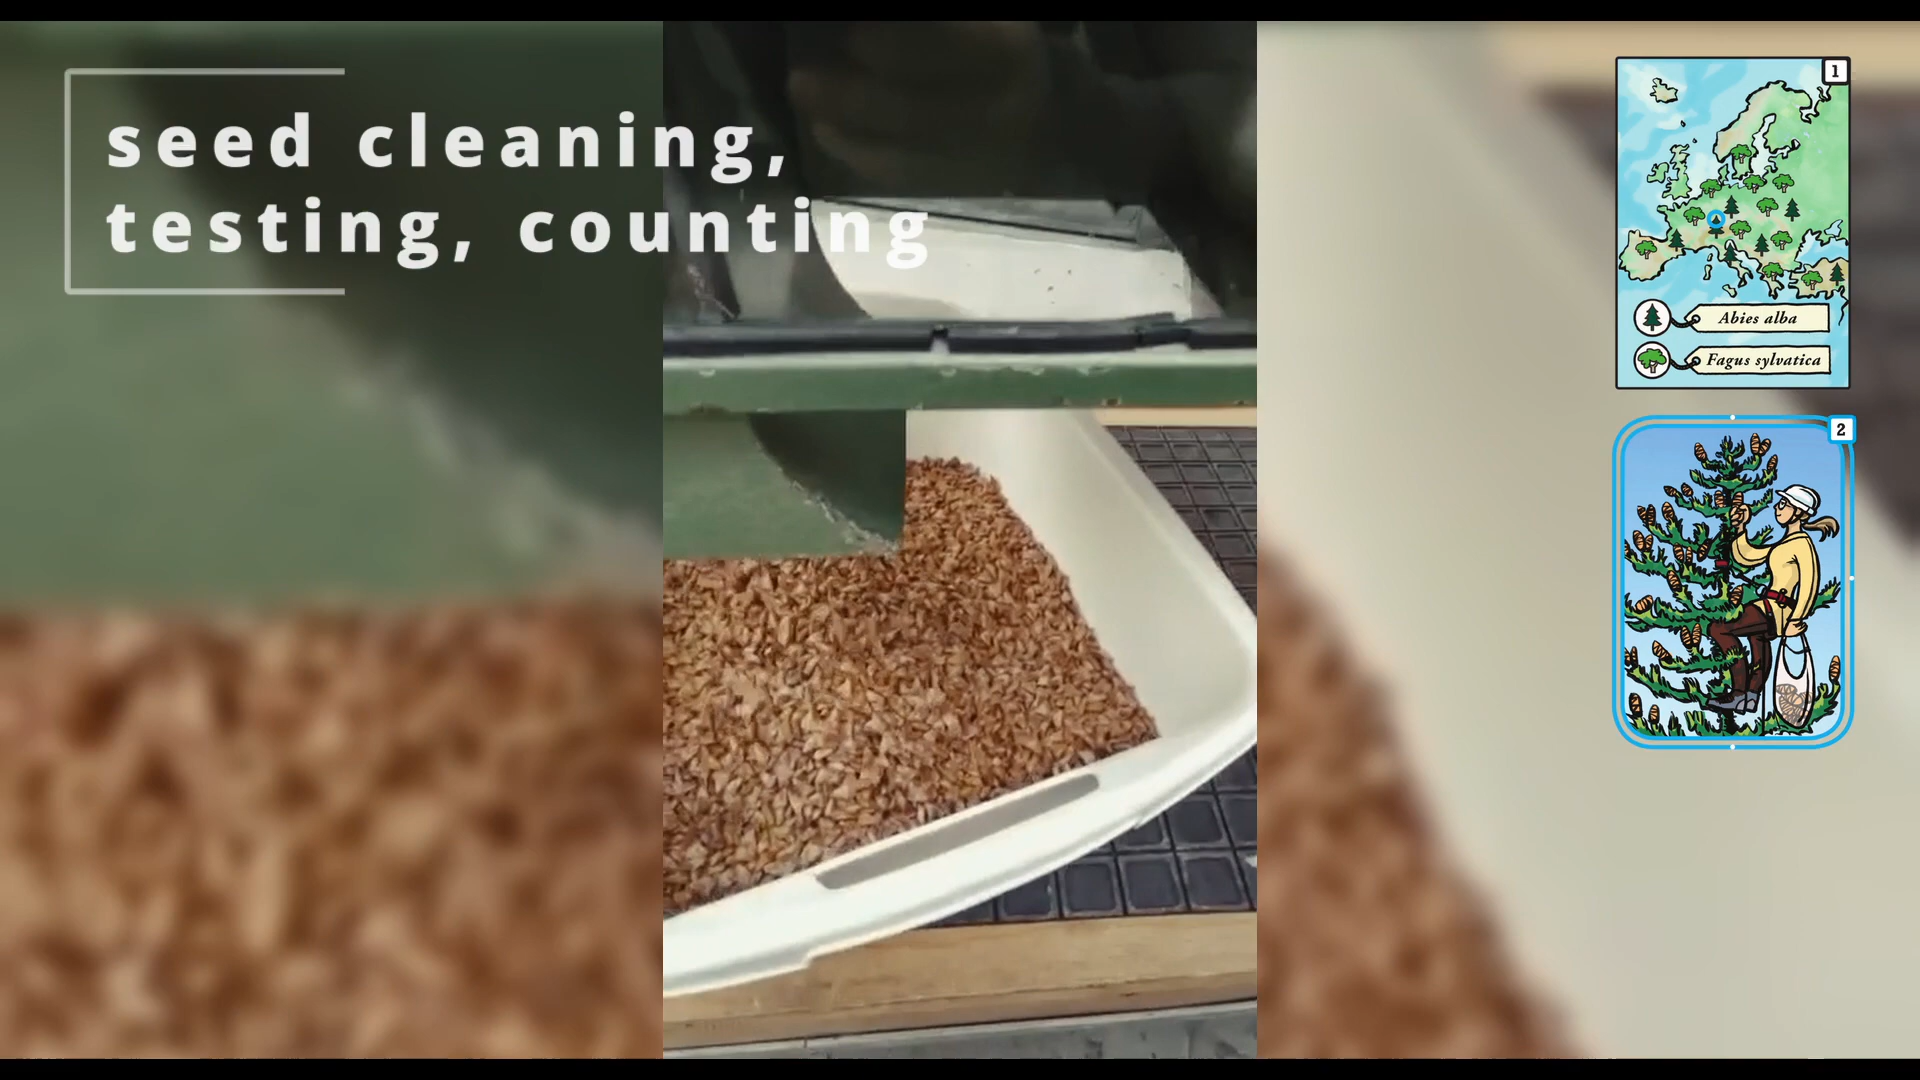 seed cleaning,
testing, counting
1
Abies alba
Fagus sylvatica
2